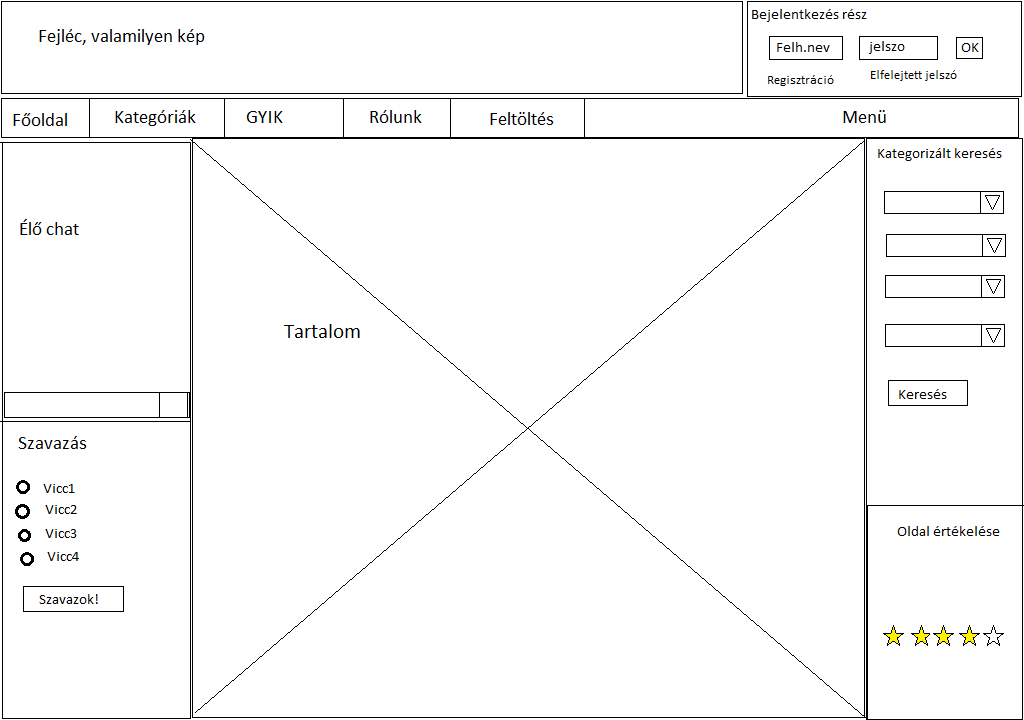 Fejléc, valamilyen kép
Bejelentkezés rész
Felh.nev
jelszo
OK
Regisztráció
Elfelejtett jelszó
Főoldal
Kategóriák
GYIK
Rólunk
Feltöltés
Menü
Élő chat
Szavazás
Vicc1
Vicc2
Vicc3
Vicc4
Szavazok!
Tartalom
Kategorizált keresés
Keresés
Oldal értékelése